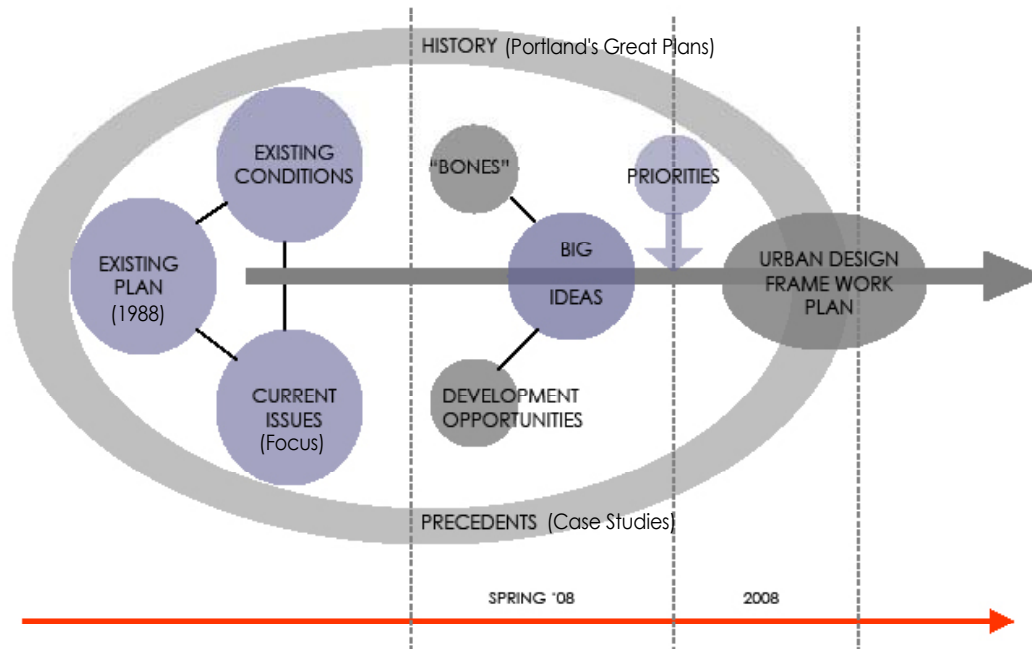 HISTORY (Portland's Great Plans)
EXISTING
CONDITIONS
EXISTING
PLAN
(1988)
CURRENT
ISSUES
(Focus)
"BONES"
BIG
IDEAS
DEVELOPMENT
OPPORTUNITIES
PRIORITIES
URBAN DESIGN
FRAME WORK
PLAN
PRECEDENTS (Case Studies)
SPRING '08
2008